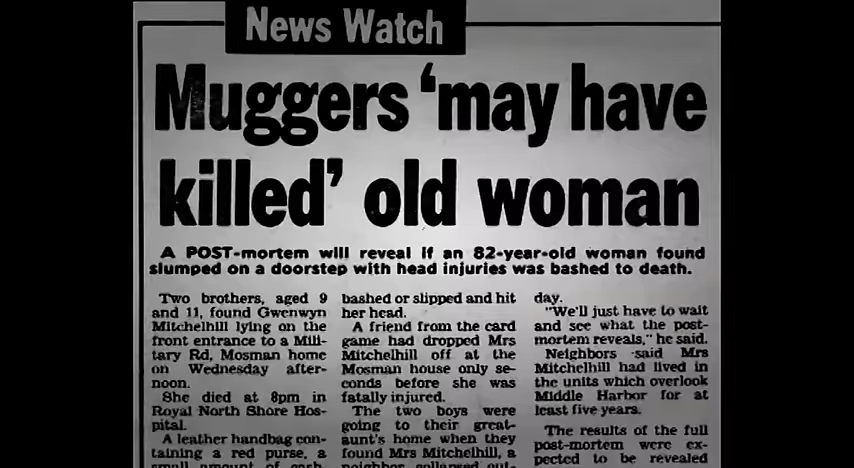 News Watch
Muggers 'may have
killed' old woman
A POST-mortem will reveal if an 82-year-old woman found
slumped on a doorstep with head injuries was bashed to death.
Two brothers, aged 9
and 11, found Gwenwyn
Mitchelhill lying on the
front entrance to a Mili-
tary Rd, Mosman home
on Wednesday after-
noon.
She died at 8pm in
Royal North Shore Hos-
pital.
A leather handbag con-
taining a red purse, a
small amount of cash,
bashed or slipped and hit
her head.
A friend from the card
game had dropped Mrs
Mitchelhill off at the
Mosman house only se-
conds before she was
fatally injured.
The two boys were
going to their great-
aunt's home when they
found Mrs Mitchelhill, a
neighbor collapsed out-
day.
"We'll just have to wait
and see what the post-
mortem reveals," he said.
Neighbors said Mrs
Mitchelhill had lived in
the units which overlook
Middle Harbor for at
least five years.
The results of the full
post-mortem were ex-
pected to be revealed